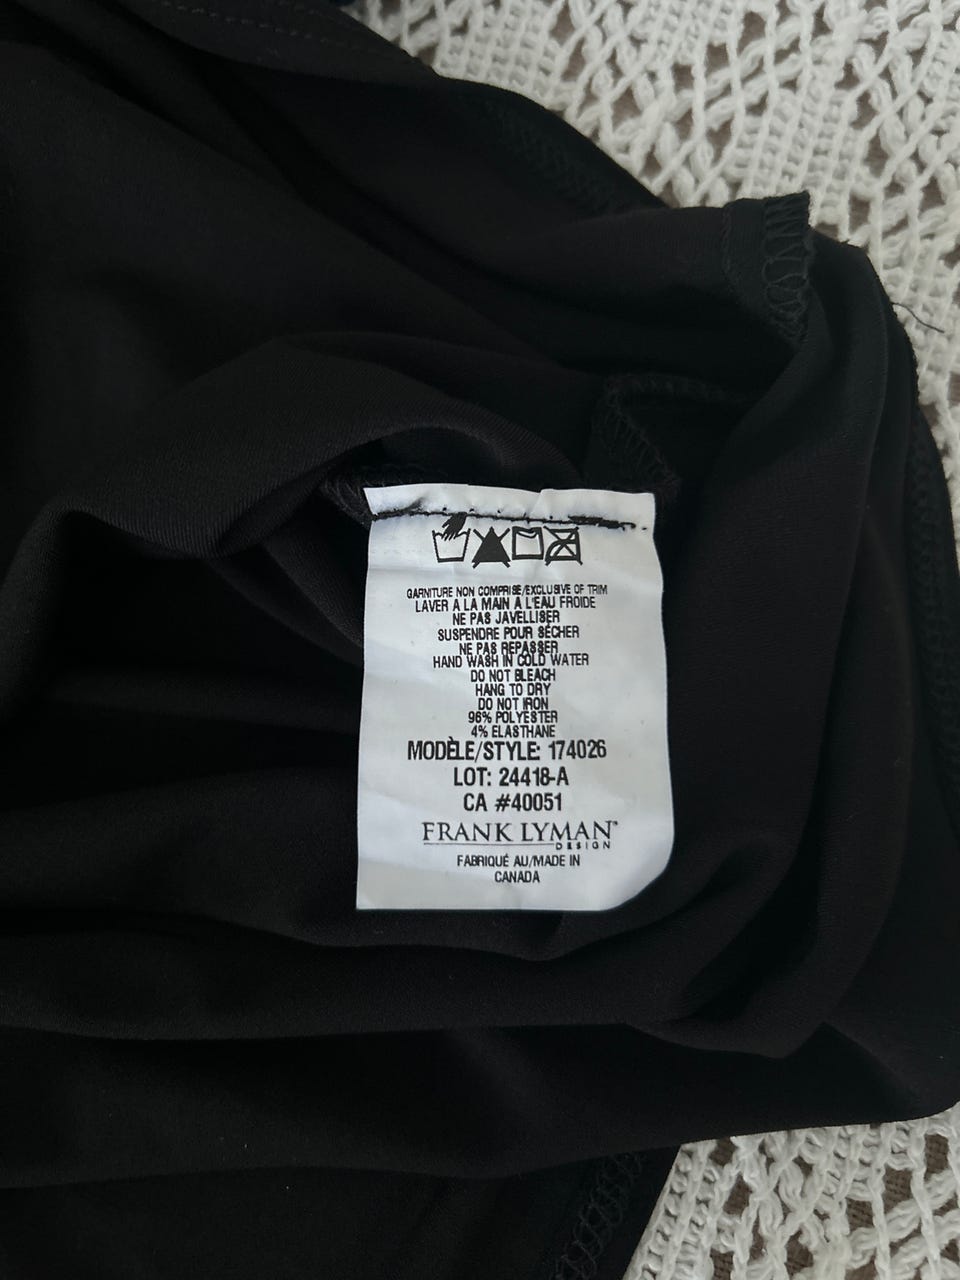 GARNITURE NON COMPRISE/EXCLUSIVE OF TRIM
LAVER A LA MAIN A L'EAU FROIDE
NE PAS JAVELLISER
SUSPENDRE POUR SÉCHER
NE PAS REPASSER
HAND WASH IN COLD WATER
DO NOT BLEACH
HANG TO DRY
DO NOT IRON
96% POLYESTER
4% ELASTHANE
MODÈLE/STYLE: 174026
LOT: 24418-A
CA #40051
FRANK LYMAN™
DESIGN
FABRIQUÉ AU/MADE IN
CANADA